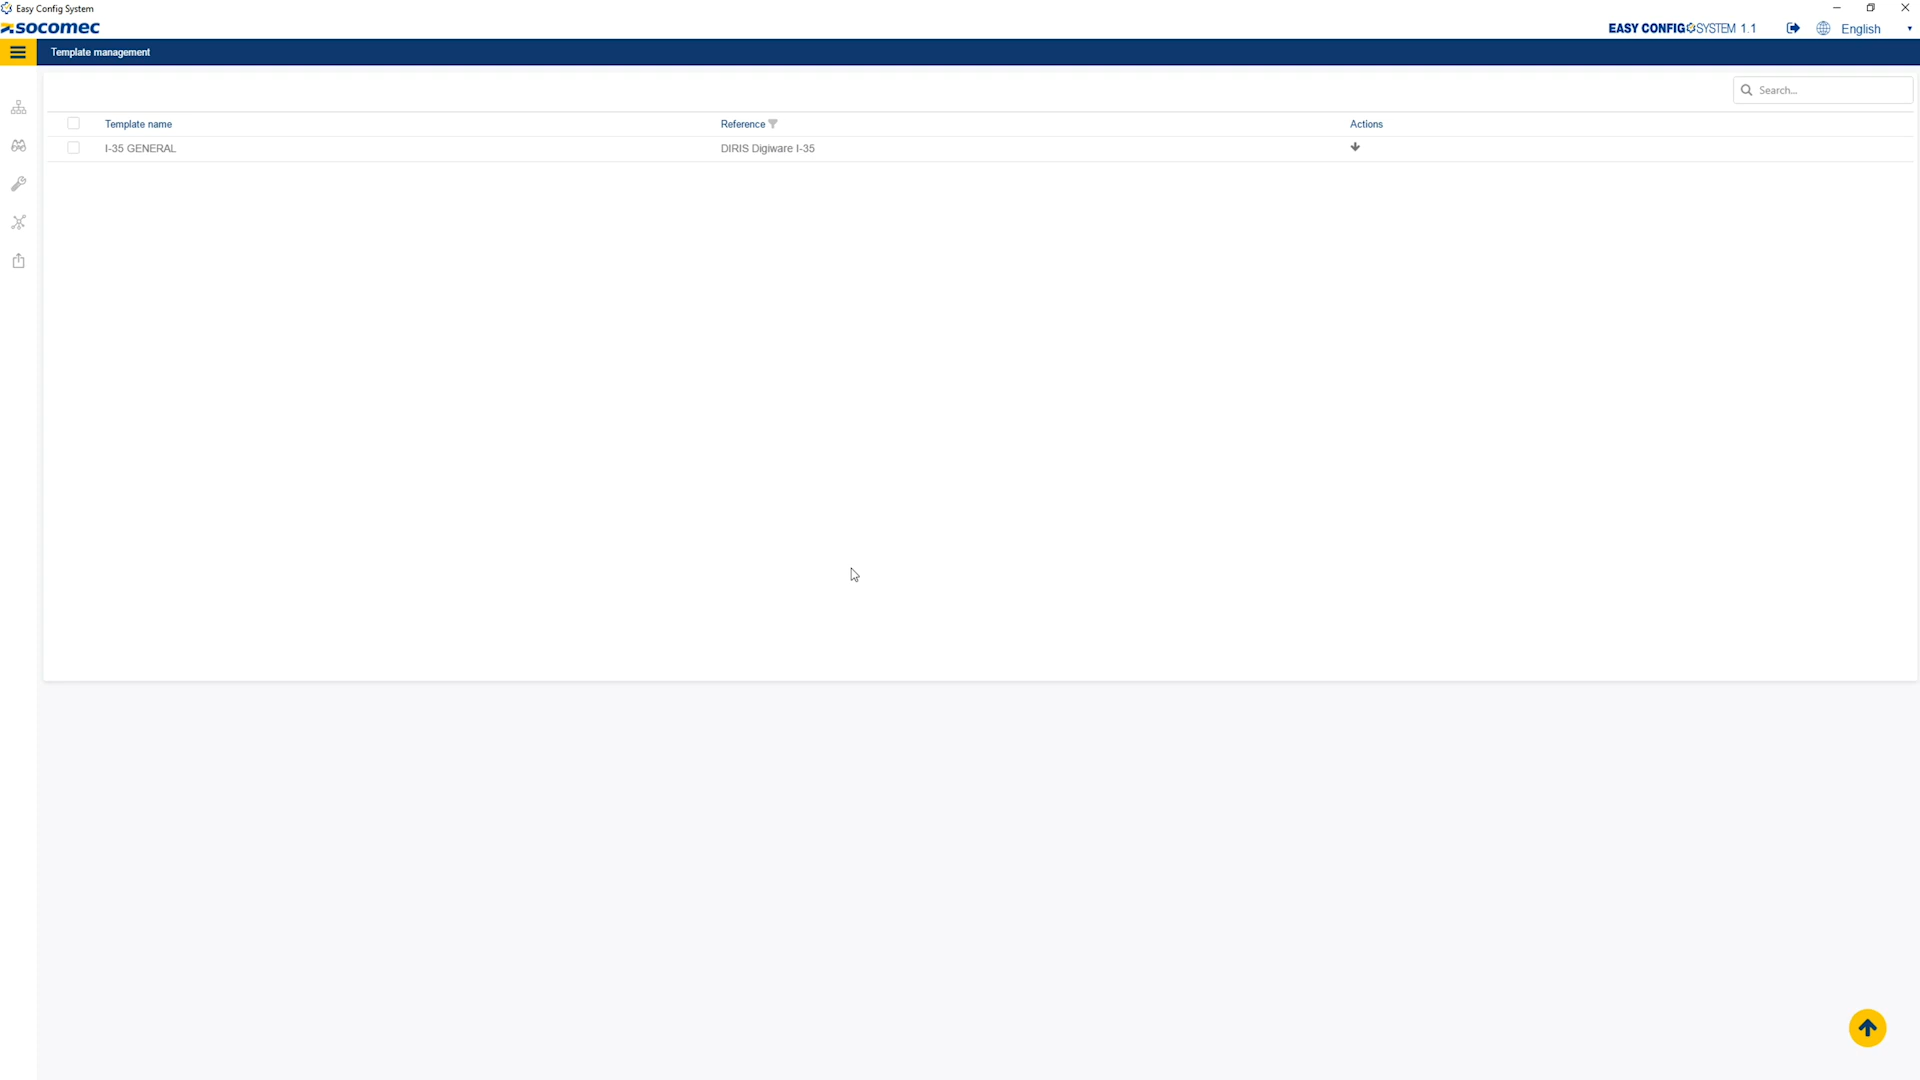 Easy Config System
socomec
EASY CONFIG SYSTEM 1.1
English
Template management
Search...
Template name
Reference
Actions
I-35 GENERAL
DIRIS Digiware I-35